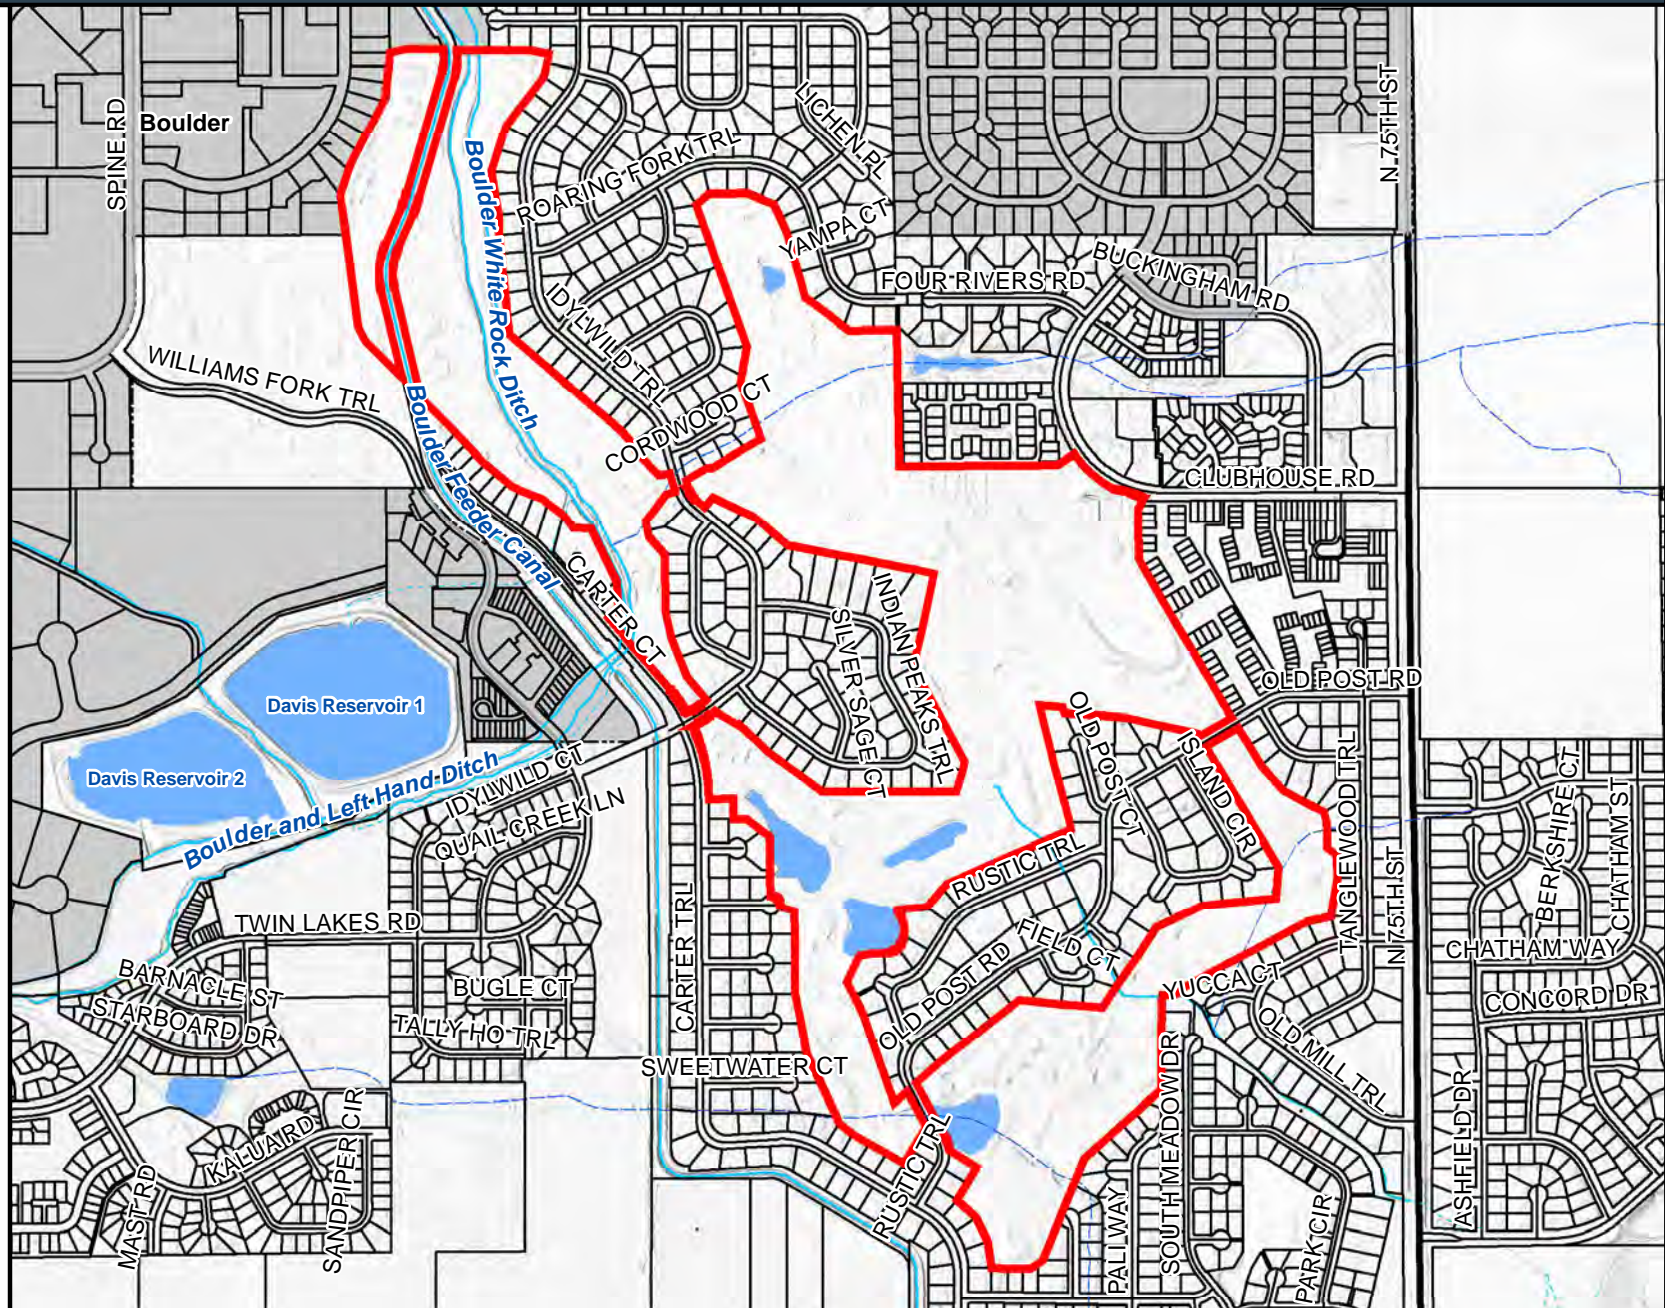 SPINE RD
Boulder
LICHEN PL
N 75TH ST
ROARING FORK TRL
Boulder White Rock Ditch
YAMPA CT
BUCKINGHAM RD
FOUR RIVERS RD
IDYLWILD TRL
WILLIAMS FORK TRL
CORDWOOD CT
Boulder Feeder Canal
CLUBHOUSE RD
CARTER CT
INDIAN PEAKS TRL
SILVER SAGE CT
OLD POST RD
Davis Reservoir 1
OLD POST CT
ISLAND CIR
TANGLEWOOD TRL
Davis Reservoir 2
Boulder and Left Hand Ditch
IDYLWILD CT
QUAIL CREEK LN
BERKSHIRE CT
CHATHAM ST
RUSTIC TRL
N 75TH ST
TWIN LAKES RD
CARTER TRL
FIELD CT
CHATHAM WAY
BARNACLE ST
BUGLE CT
YUCCA CT
CONCORD DR
STARBOARD DR
TALLY HO TRL
OLD POST RD
OLD MILL TRL
SWEETWATER CT
SOUTH MEADOW DR
ASHFIELD DR
KALUA RD
SANDPIPER CIR
RUSTIC TRL
MAST RD
PALI WAY
PARK CIR